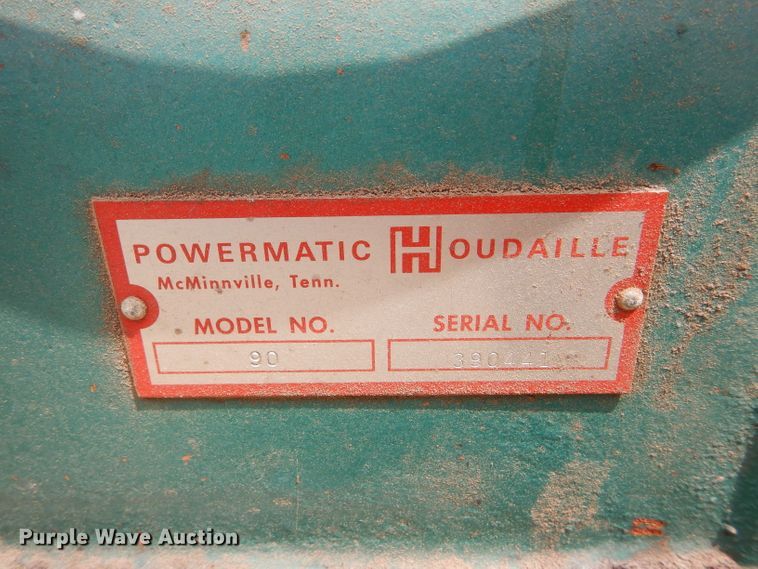 POWERMATIC HOUDAILLE
McMinnville, Tenn.
MODEL NO. SERIAL NO.
90
Purple Wave Auction